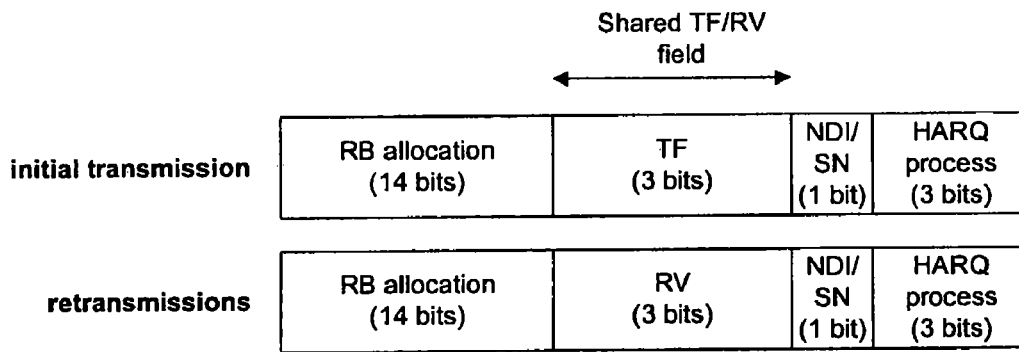 Shared TF/RV
field
initial transmission
RB allocation
(14 bits)
TF
(3 bits)
NDI/
SN
(1 bit)
HARQ
process
(3 bits)
retransmissions
RB allocation
(14 bits)
RV
(3 bits)
NDI/
SN
(1 bit)
HARQ
process
(3 bits)